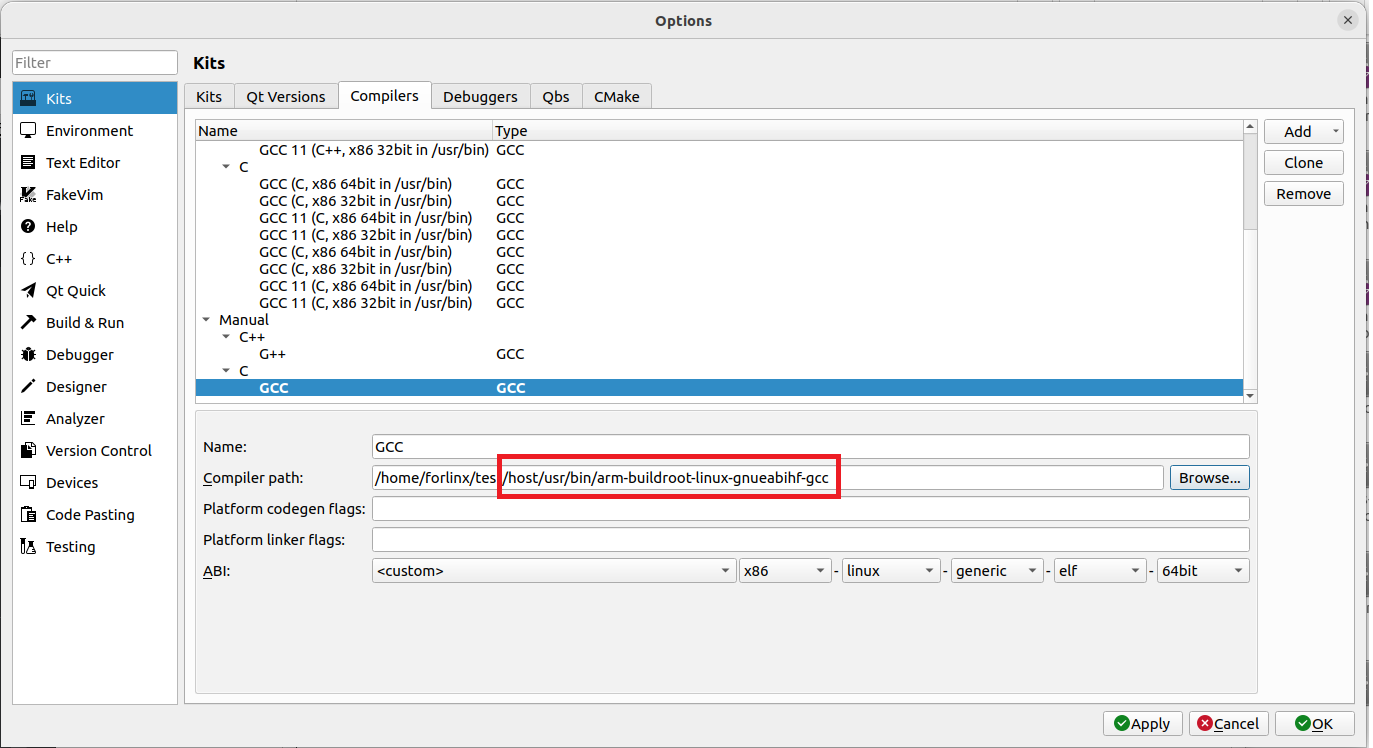 Options
Filter
Kits
Environment
Text Editor
FakeVim
Help
C++
Qt Quick
Build & Run
Debugger
Designer
Analyzer
Version Control
Devices
Code Pasting
Testing
Kits
Kits Qt Versions Compilers Debuggers Qbs CMake
Name Type
GCC 11 (C++, x86 32bit in /usr/bin) GCC
C
GCC (C, x86 64bit in /usr/bin) GCC
GCC (C, x86 32bit in /usr/bin) GCC
GCC 11 (C, x86 64bit in /usr/bin) GCC
GCC 11 (C, x86 32bit in /usr/bin) GCC
GCC (C, x86 64bit in /usr/bin) GCC
GCC (C, x86 32bit in /usr/bin) GCC
GCC 11 (C, x86 64bit in /usr/bin) GCC
GCC 11 (C, x86 32bit in /usr/bin) GCC
Manual
C++
G++ GCC
C
GCC GCC
Add
Clone
Remove
Name: GCC
Compiler path: /home/forlinx/tes/host/usr/bin/arm-buildroot-linux-gnueabihf-gcc Browse...
Platform codegen flags:
Platform linker flags:
ABI: <custom> x86 - linux - generic - elf - 64bit
Apply Cancel OK